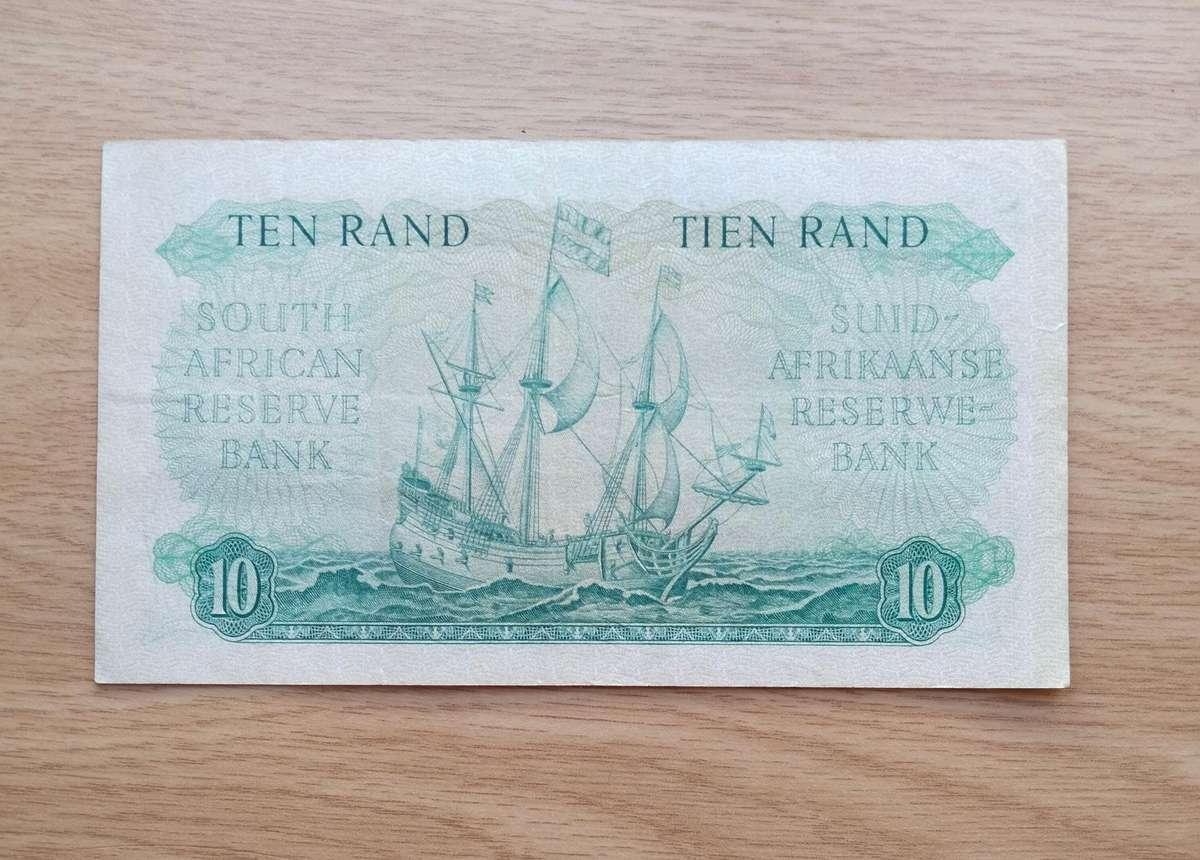 TEN RAND
TIEN RAND
SOUTH
AFRICAN
RESERVE
BANK
SUID-
AFRIKAANSE
RESERWE-
BANK
10
10